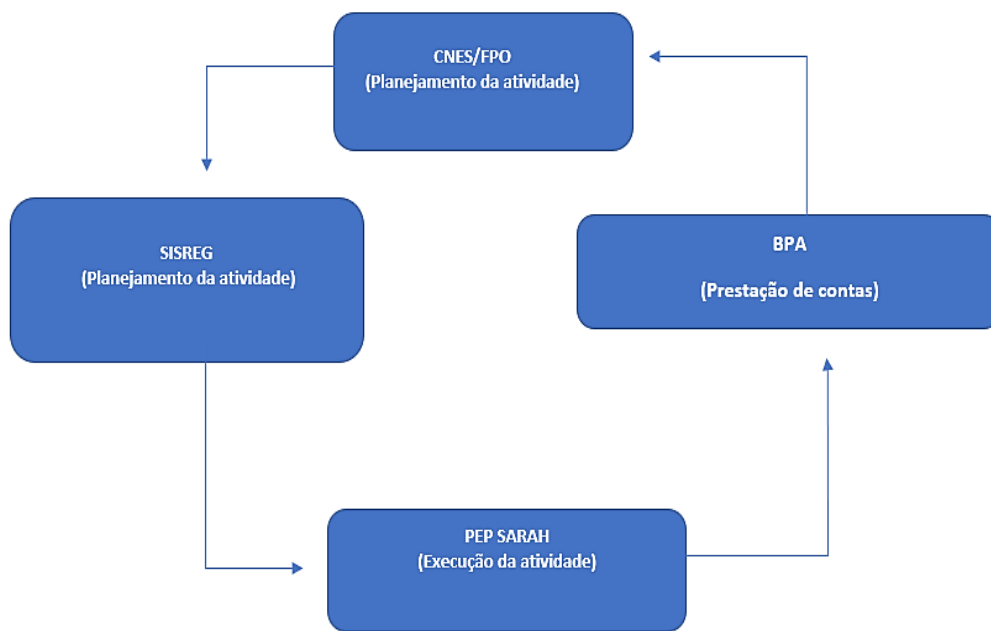 CNES/FPO
(Planejamento da atividade)
SISREG
(Planejamento da atividade)
BPA
(Prestação de contas)
PEP SARAH
(Execução da atividade)